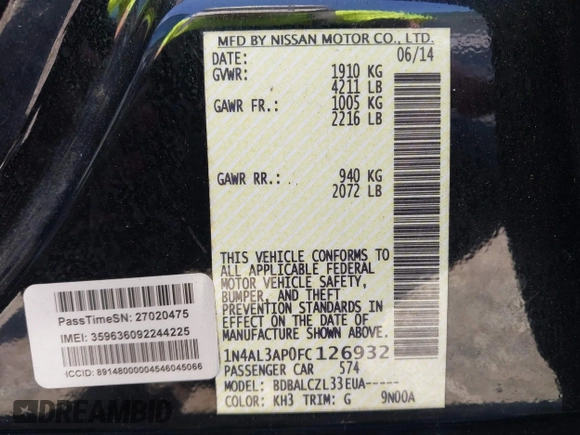 MFD BY NISSAN MOTOR CO., LTD.
DATE: 06/14
GVWR: 1910 KG
4211 LB
GAWR FR.: 1005 KG
2216 LB
GAWR RR.: 940 KG
2072 LB
THIS VEHICLE CONFORMS TO
ALL APPLICABLE FEDERAL
MOTOR VEHICLE SAFETY,
BUMPER, AND THEFT
PREVENTION STANDARDS IN
EFFECT ON THE DATE OF
MANUFACTURE SHOWN ABOVE.
1N4AL3AP0FC126932
PASSENGER CAR 574
MODEL: BDBALCZL33EUA-----
COLOR: KH3 TRIM: G 9N00A
PassTimeSN: 27020475
IMEI: 359636092244225
ICCID: 89148000004546045066
EPIC
ID